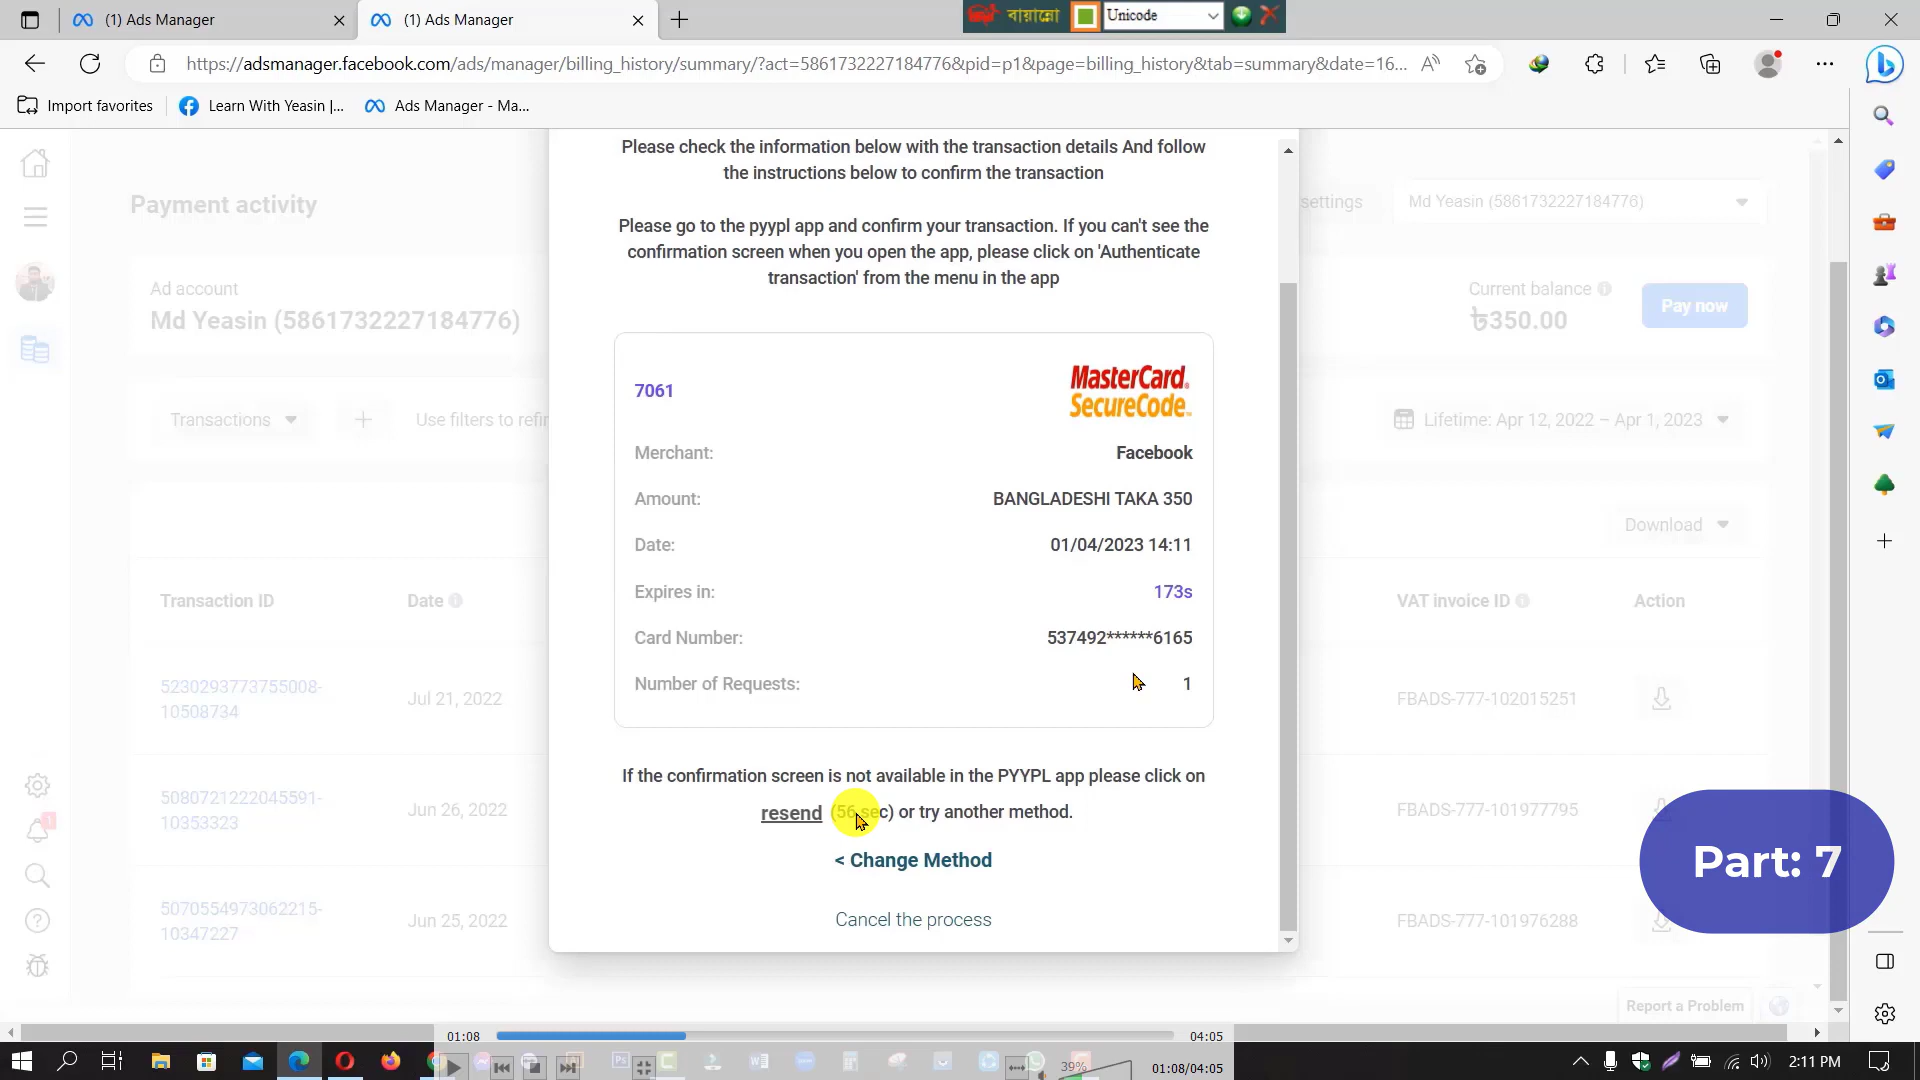 (1) Ads Manager
(1) Ads Manager
বায়ান্নো
Unicode
https://adsmanager.facebook.com/ads/manager/billing_history/summary/?act=5861732227184776&pid=p1&page=billing_history&tab=summary&date=16...
Import favorites
Learn With Yeasin |...
Ads Manager - Ma...
Please check the information below with the transaction details And follow
the instructions below to confirm the transaction
Payment activity
settings
Md Yeasin (5861732227184776)
Please go to the pyypl app and confirm your transaction. If you can't see the
confirmation screen when you open the app, please click on 'Authenticate
transaction' from the menu in the app
Ad account
Md Yeasin (5861732227184776)
Current balance
৳350.00
Pay now
7061
MasterCard.
SecureCode
Transactions
Use filters to refin
Lifetime: Apr 12, 2022 – Apr 1, 2023
Merchant:
Facebook
Amount:
BANGLADESHI TAKA 350
Download
Date:
01/04/2023 14:11
Expires in:
173s
Transaction ID
Date
VAT invoice ID
Action
Card Number:
537492******6165
Number of Requests:
1
5230293773755008-
10508734
Jul 21, 2022
FBADS-777-102015251
If the confirmation screen is not available in the PYYPL app please click on
resend (56 sec) or try another method.
5080721222045591-
10353323
Jun 26, 2022
FBADS-777-101977795
< Change Method
Part: 7
Cancel the process
5070554973062215-
10347227
Jun 25, 2022
FBADS-777-101976288
Report a Problem
01:08
04:05
39%
01:08/04:05
2:11 PM